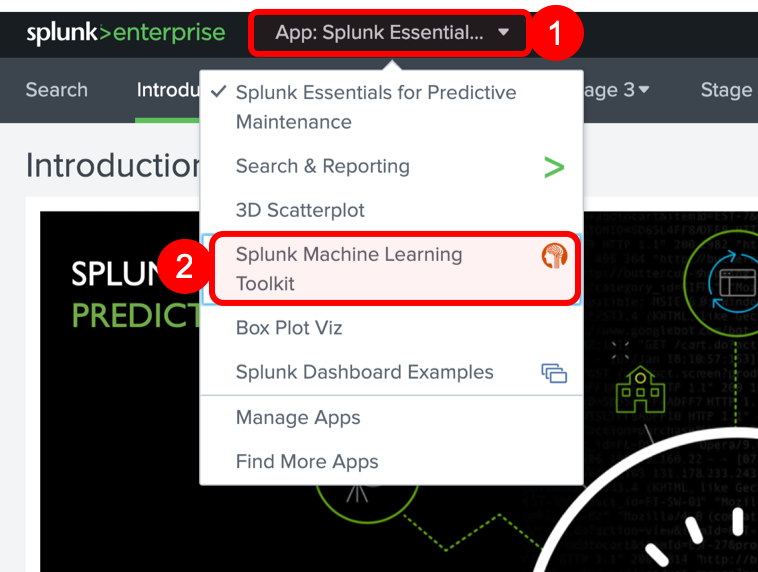 splunk>enterprise App: Splunk Essential... 1
Search Introdu age 3 Stage
Splunk Essentials for Predictive
Maintenance
Introduction
Search & Reporting
3D Scatterplot
2 Splunk Machine Learning
Toolkit
SPLUN
PREDICT
Box Plot Viz
Splunk Dashboard Examples
Manage Apps
Find More Apps